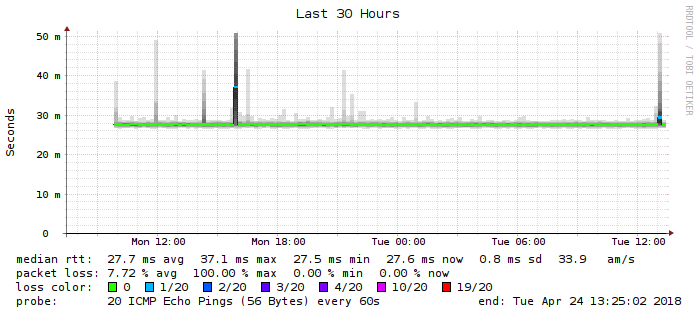 Last 30 Hours
RRDTOOL / TOBI OETIKER
Seconds
50 m
40 m
30 m
20 m
10 m
0
Mon 12:00 Mon 18:00 Tue 00:00 Tue 06:00 Tue 12:00
median rtt: 27.7 ms avg 37.1 ms max 27.5 ms min 27.6 ms now 0.8 ms sd 33.9 am/s
packet loss: 7.72 % avg 100.00 % max 0.00 % min 0.00 % now
loss color: 0 1/20 2/20 3/20 4/20 10/20 19/20
probe: 20 ICMP Echo Pings (56 Bytes) every 60s end: Tue Apr 24 13:25:02 2018